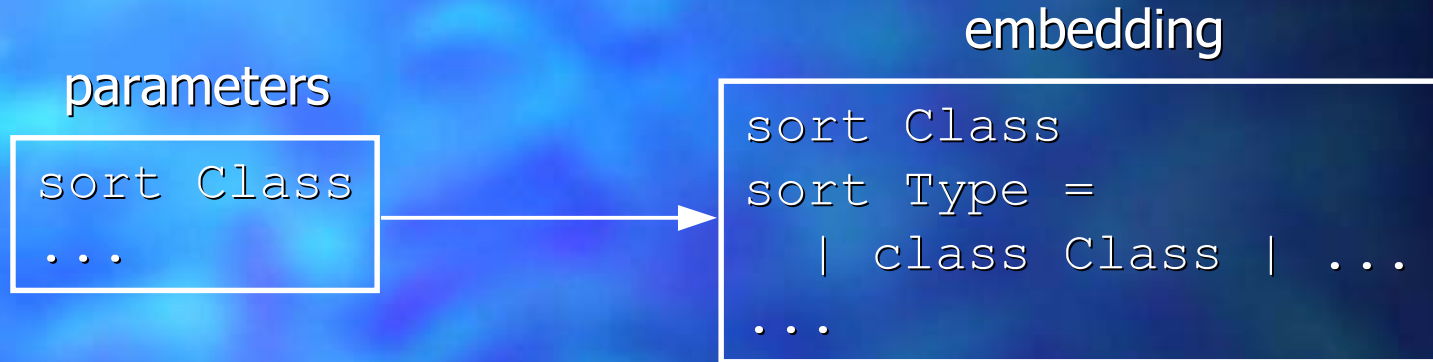 parameters
sort Class
...
embedding
sort Class
sort Type =
| class Class | ...
...